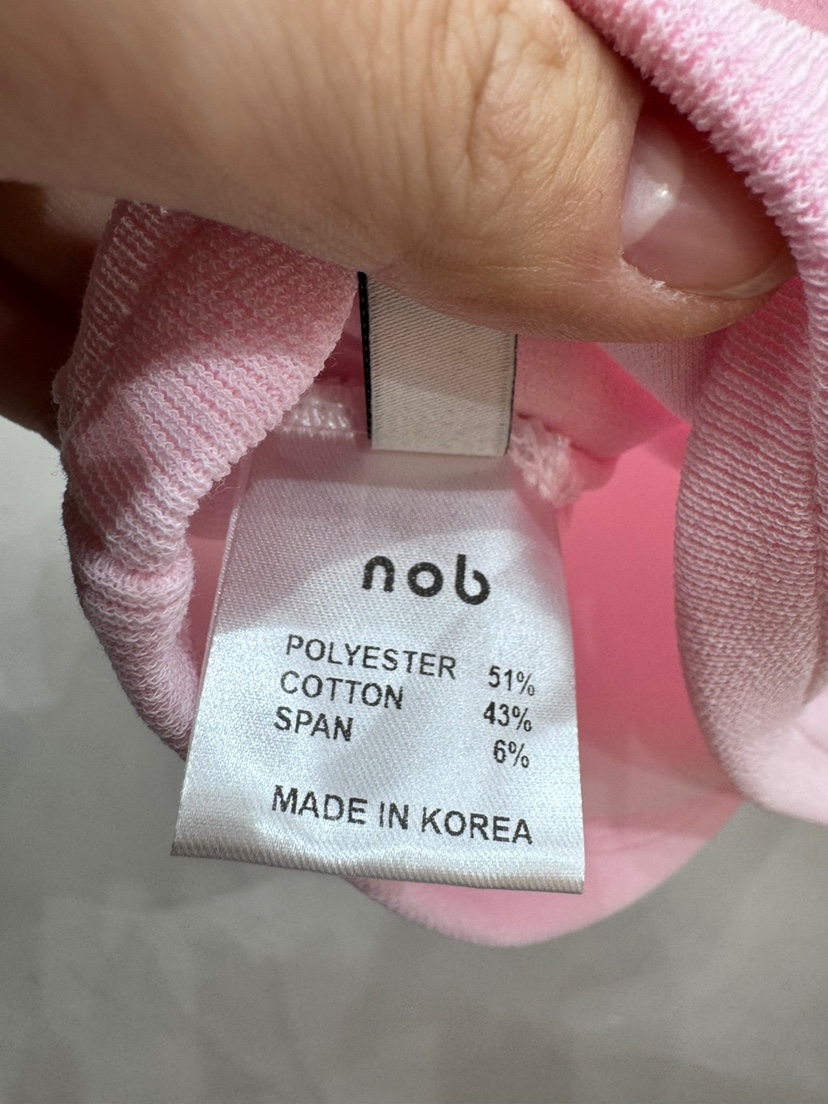 nob
POLYESTER 51%
COTTON 43%
SPAN 6%
MADE IN KOREA